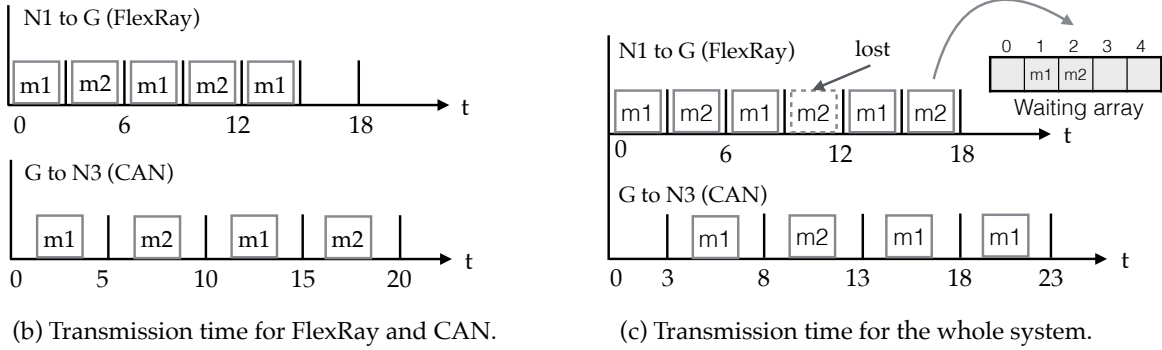 N1 to G (FlexRay)
m1 m2 m1 m2 m1
t
0 6 12 18
G to N3 (CAN)
m1 m2 m1 m2
t
0 5 10 15 20
(b) Transmission time for FlexRay and CAN.
N1 to G (FlexRay)
lost
0 1 2 3 4
m1 m2
Waiting array
m1 m2 m1 m2 m1 m2
t
0 6 12 18
G to N3 (CAN)
m1 m2 m1 m1
t
0 3 8 13 18 23
(c) Transmission time for the whole system.